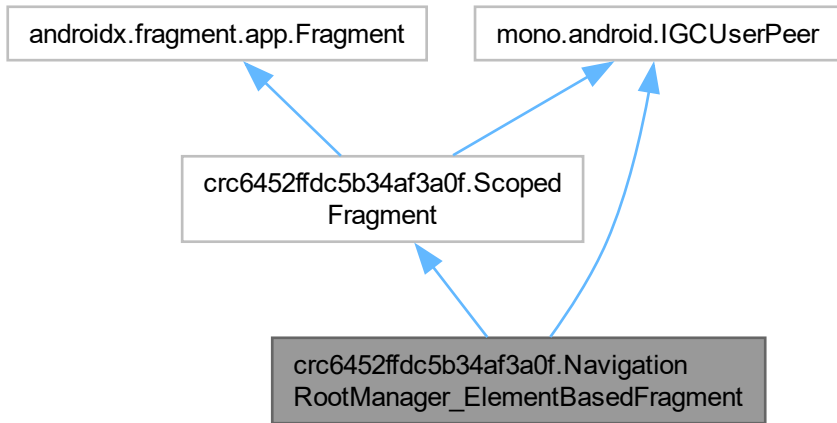 androidx.fragment.app.Fragment
mono.android.IGCUserPeer
crc6452ffdc5b34af3a0f.Scoped
Fragment
crc6452ffdc5b34af3a0f.Navigation
RootManager_ElementBasedFragment